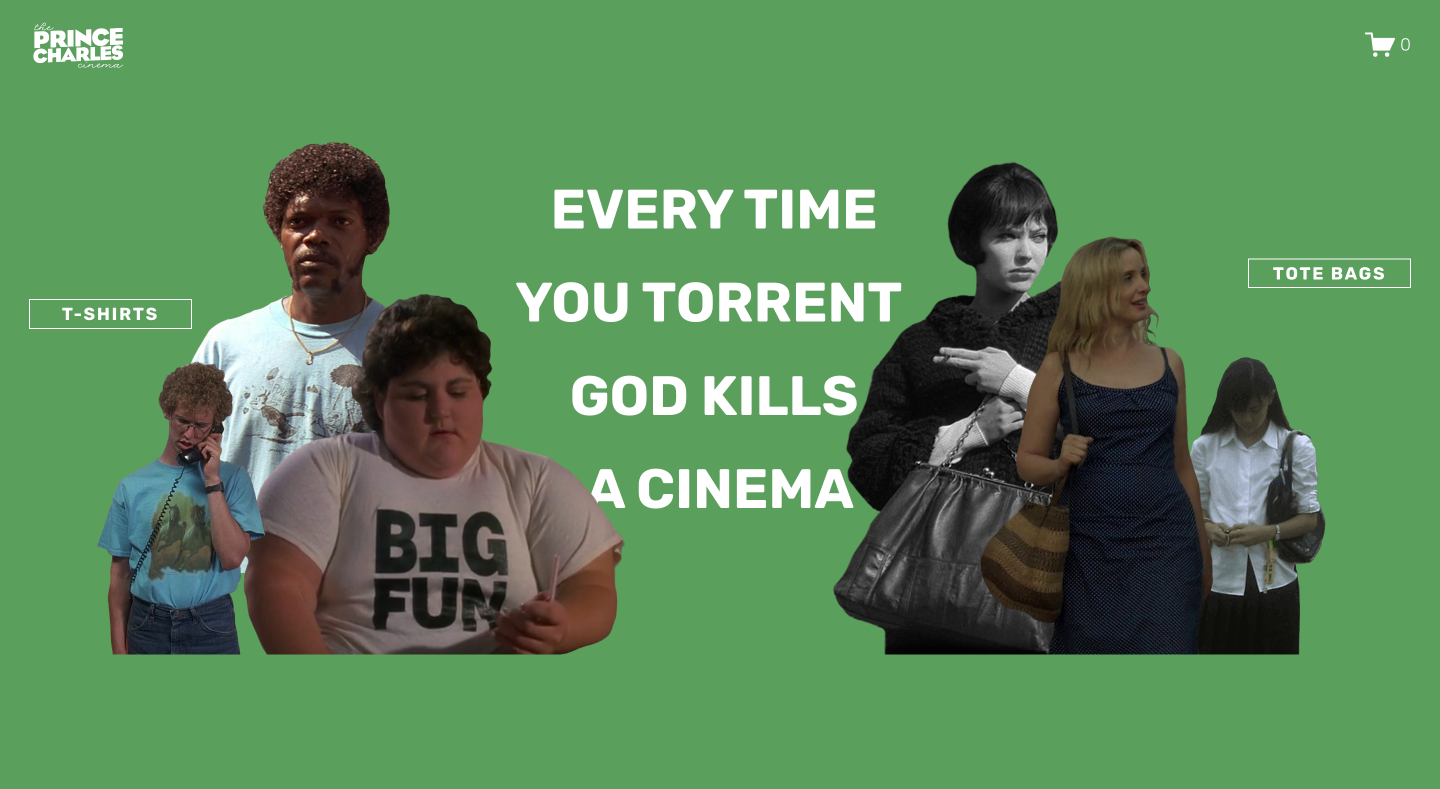 the
PRINCE
CHARLES
cinema
0
EVERY TIME
YOU TORRENT
GOD KILLS
A CINEMA
T-SHIRTS
TOTE BAGS
BIG
FUN